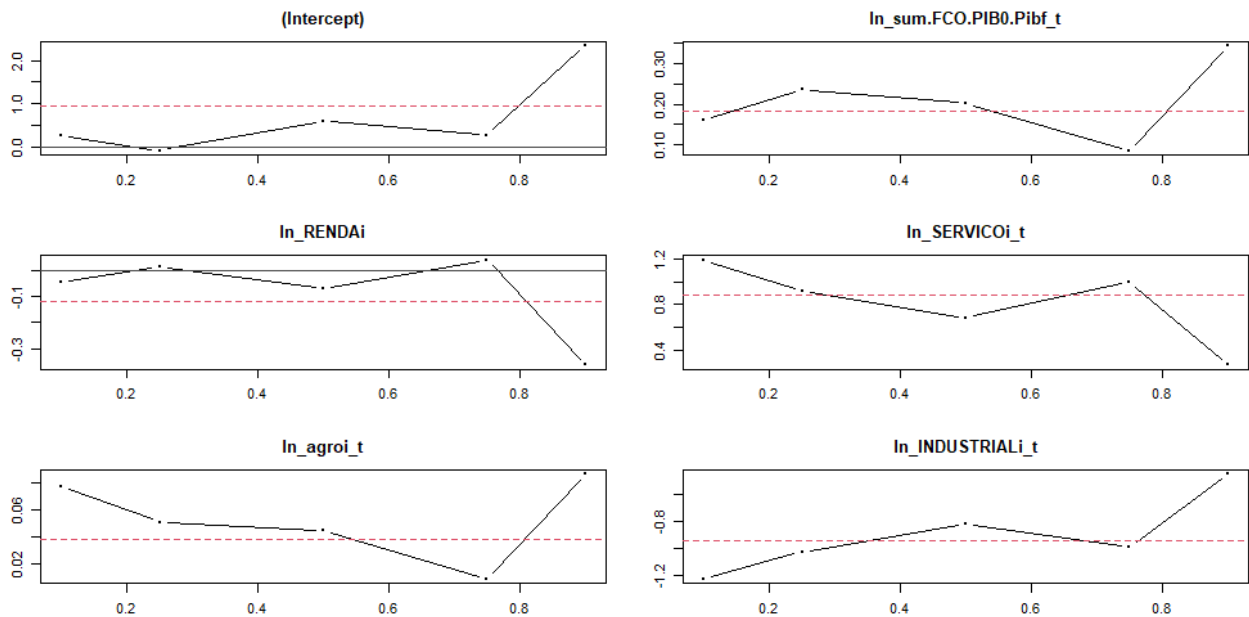 (Intercept)
0.0 1.0 2.0
0.2 0.4 0.6 0.8
ln_sum.FCO.PIB0.Pibf_t
0.10 0.20 0.30
0.2 0.4 0.6 0.8
ln_RENDAi
-0.3 -0.1
0.2 0.4 0.6 0.8
ln_SERVICOi_t
0.4 0.8 1.2
0.2 0.4 0.6 0.8
ln_agroi_t
0.02 0.06
0.2 0.4 0.6 0.8
ln_INDUSTRIALi_t
-1.2 -0.8
0.2 0.4 0.6 0.8